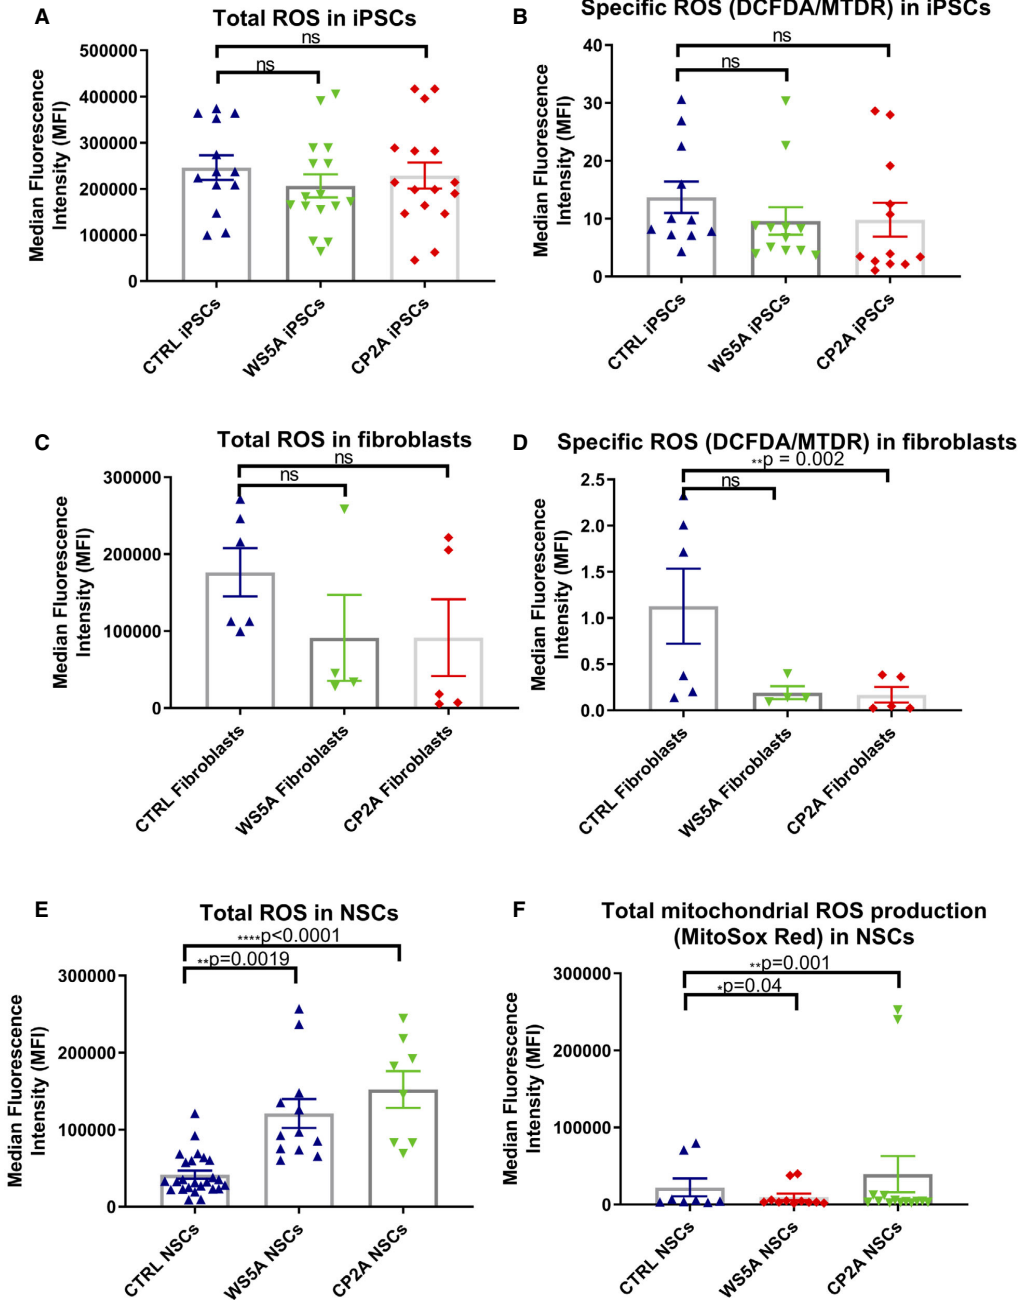 A
Total ROS in iPSCs
ns
ns
Median Fluorescence
Intensity (MFI)
500000
400000
300000
200000
100000
0
CTRL iPSCs
WS5A iPSCs
CP2A iPSCs
B
Specific ROS (DCFDA/MTDR) in iPSCs
ns
ns
Median Fluorescence
Intensity (MFI)
40
30
20
10
0
CTRL iPSCs
WS5A iPSCs
CP2A iPSCs
C
Total ROS in fibroblasts
ns
ns
Median Fluorescence
Intensity (MFI)
300000
200000
100000
0
CTRL Fibroblasts
WS5A Fibroblasts
CP2A Fibroblasts
D
Specific ROS (DCFDA/MTDR) in fibroblasts
**p = 0.002
ns
Median Fluorescence
Intensity (MFI)
2.5
2.0
1.5
1.0
0.5
0.0
CTRL Fibroblasts
WS5A Fibroblasts
CP2A Fibroblasts
E
Total ROS in NSCs
****p<0.0001
**p=0.0019
Median Fluorescence
Intensity (MFI)
300000
200000
100000
0
CTRL NSCs
WS5A NSCs
CP2A NSCs
F
Total mitochondrial ROS production
(MitoSox Red) in NSCs
**p=0.001
*p=0.04
Median Fluorescence
Intensity (MFI)
300000
200000
100000
0
CTRL NSCs
WS5A NSCs
CP2A NSCs